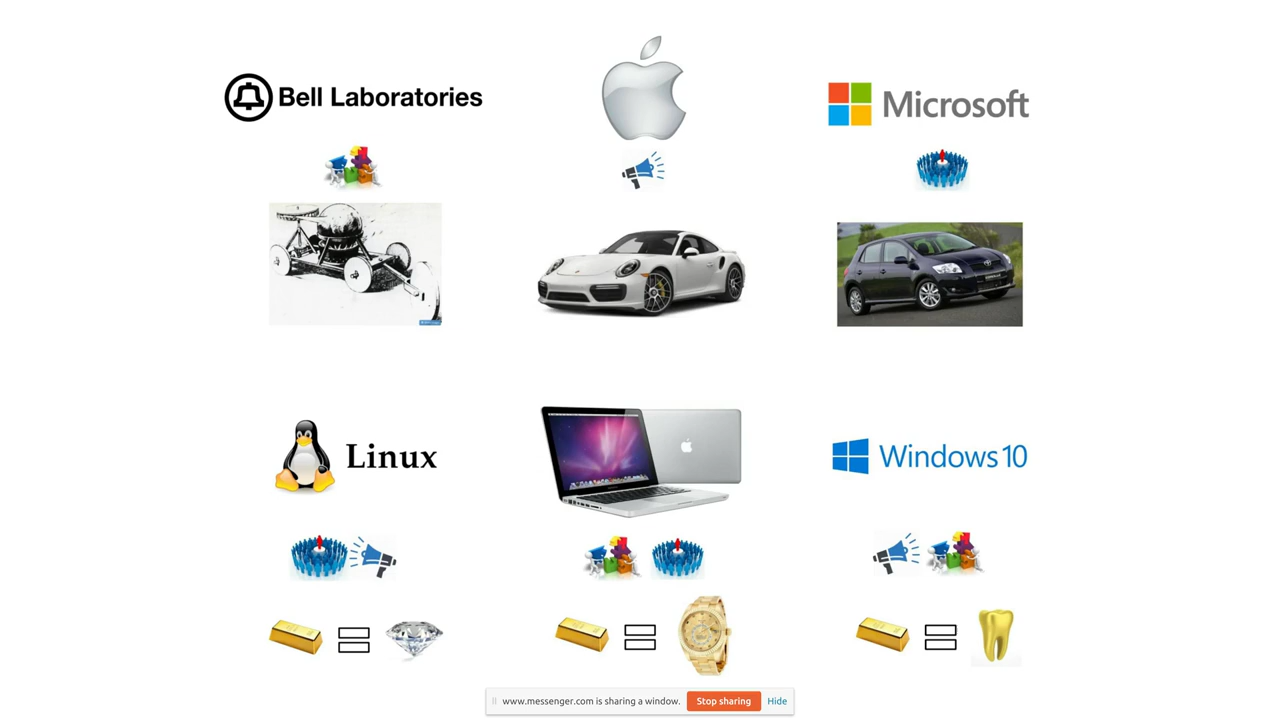 Bell Laboratories
Microsoft
Linux
Windows 10
www.messenger.com is sharing a window.
Stop sharing
Hide